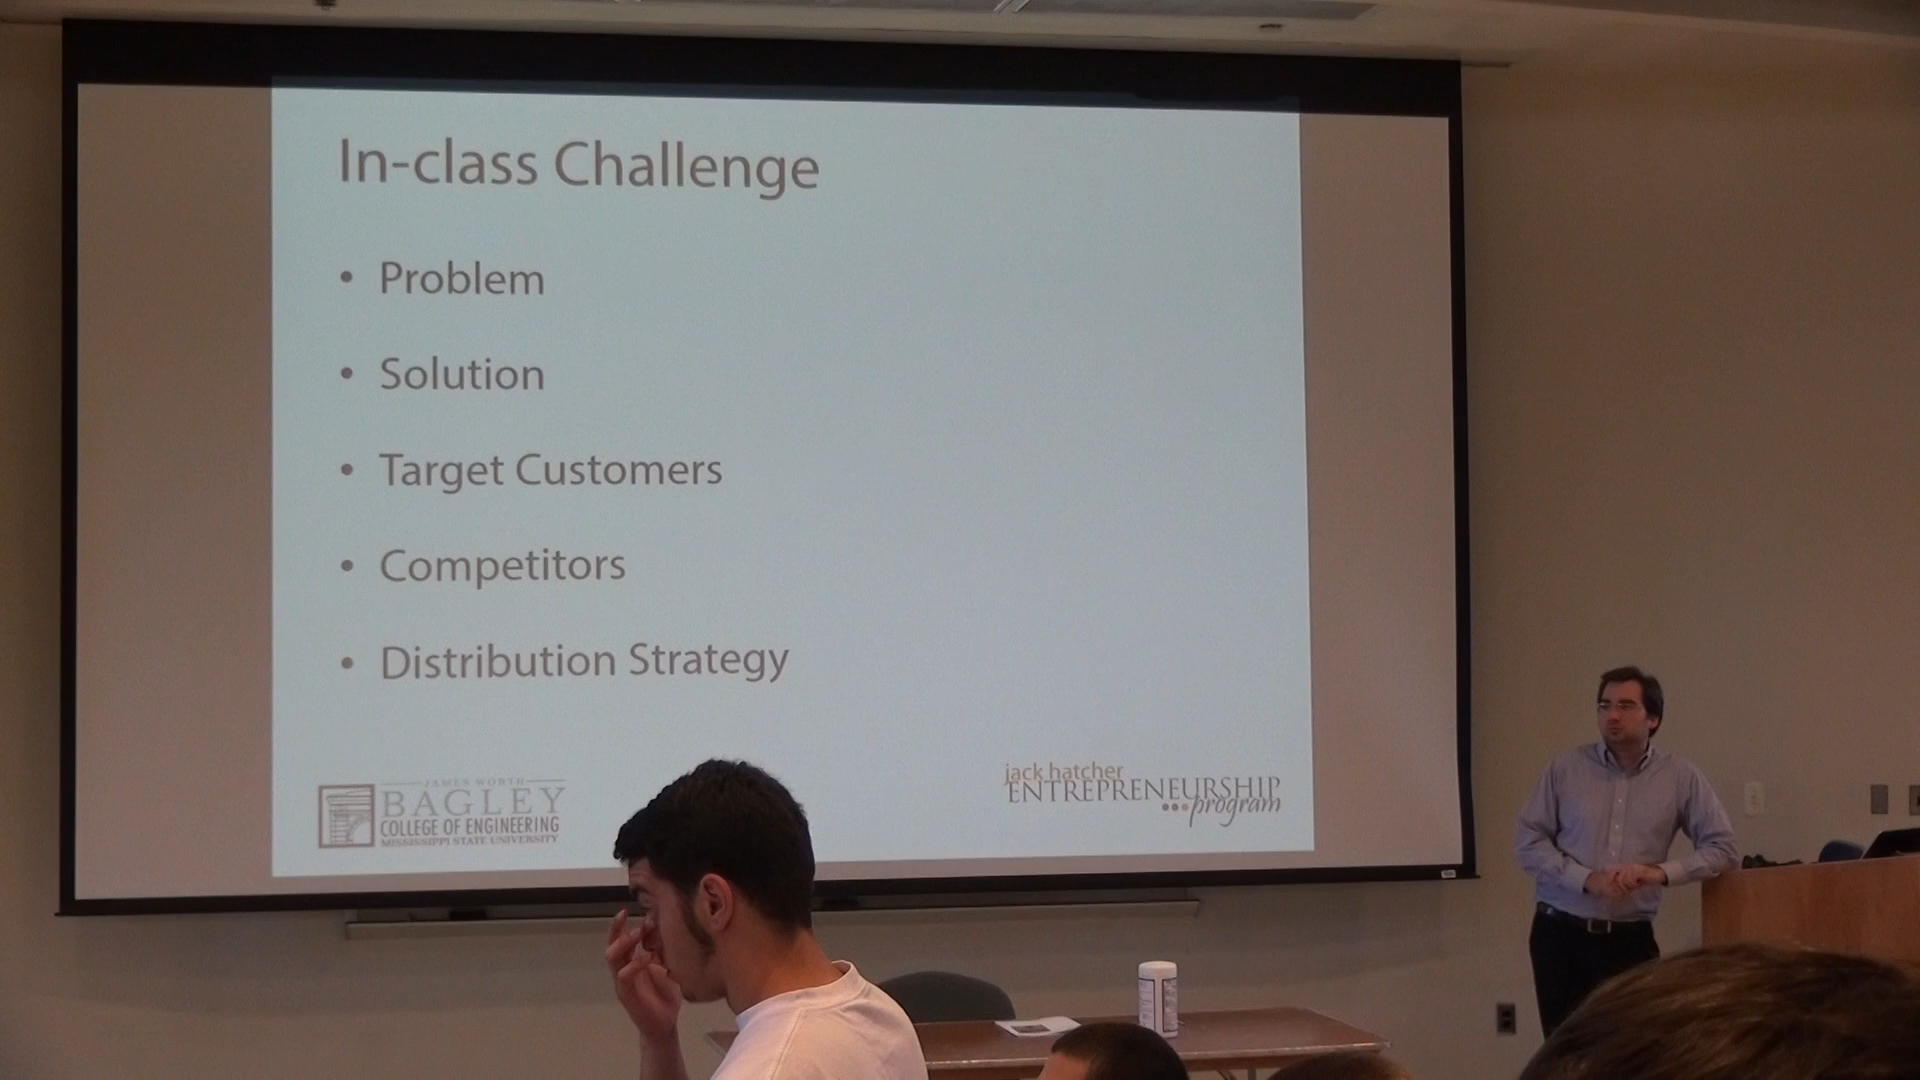 In-class Challenge
• Problem
• Solution
• Target Customers
• Competitors
• Distribution Strategy
JAMES WORTH
BAGLEY
COLLEGE OF ENGINEERING
MISSISSIPPI STATE UNIVERSITY
jack hatcher
ENTREPRENEURSHIP
program